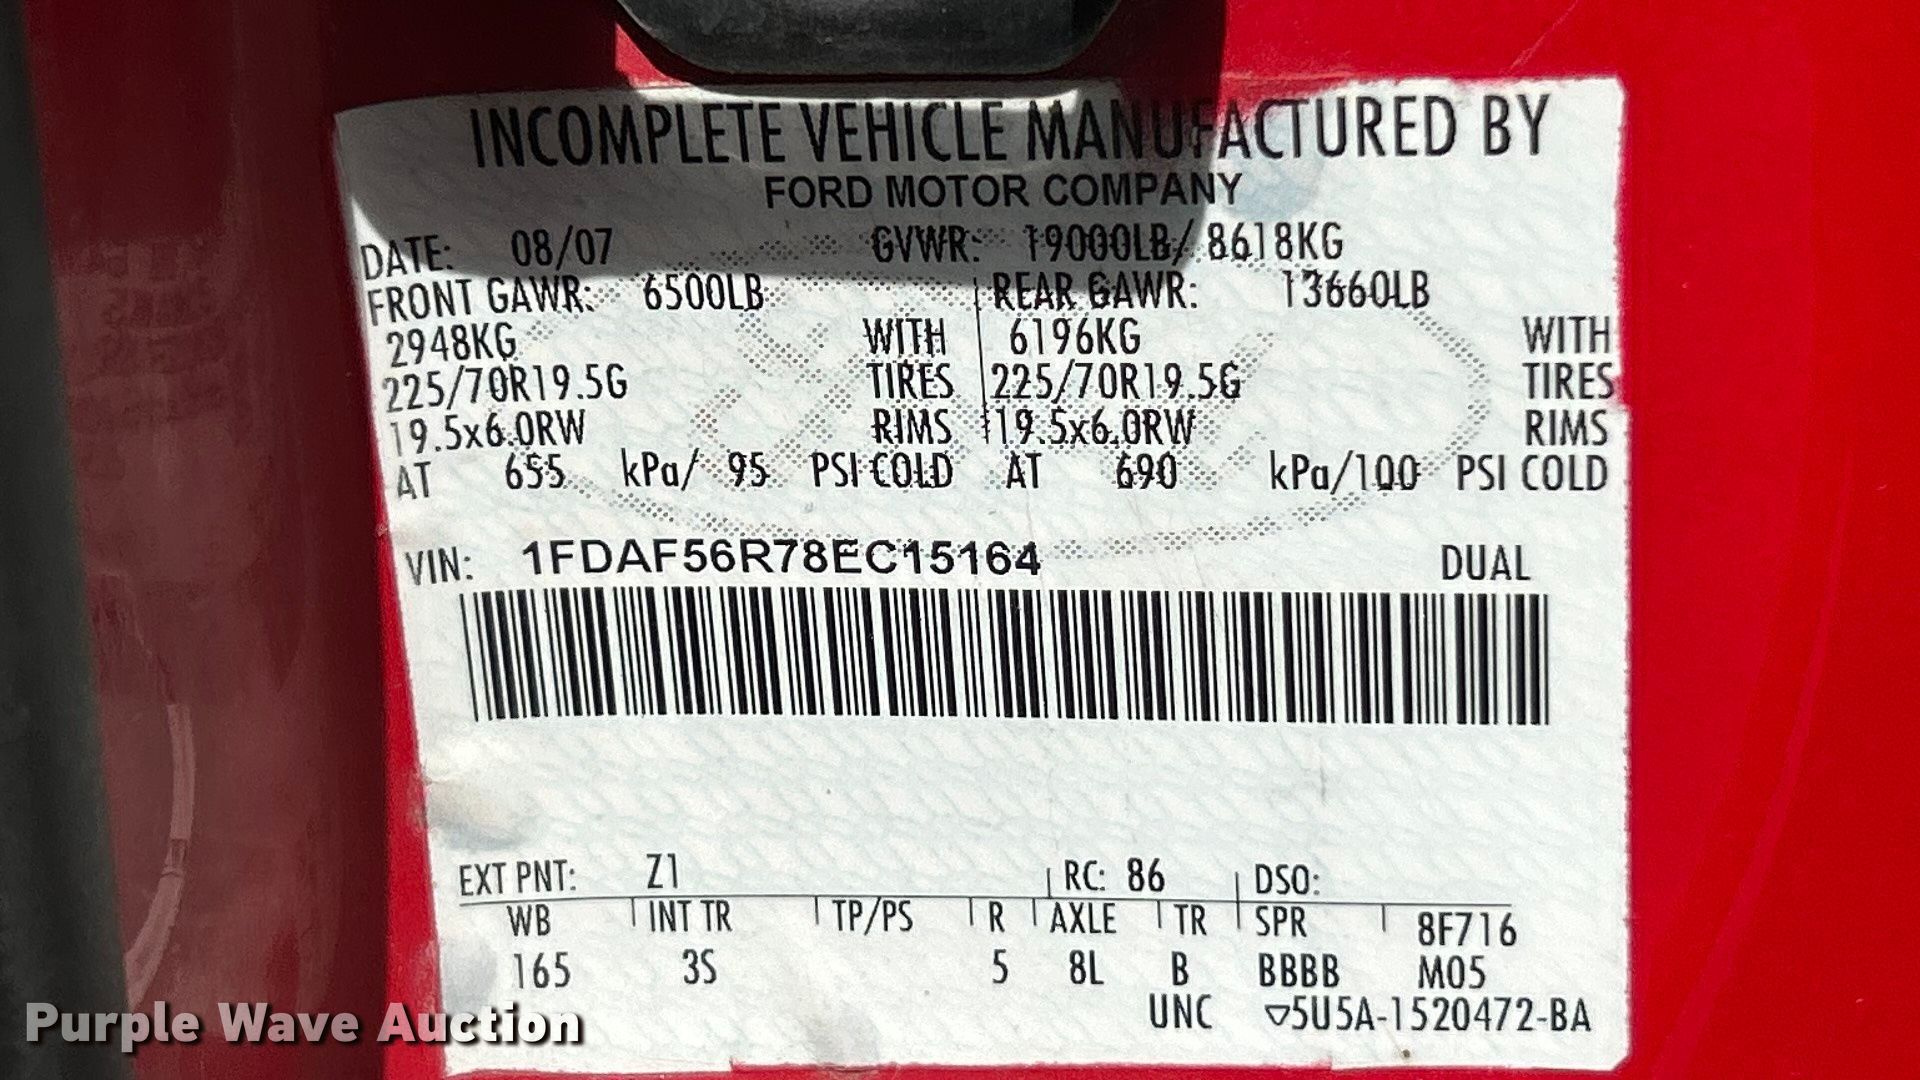 INCOMPLETE VEHICLE MANUFACTURED BY
FORD MOTOR COMPANY
DATE: 08/07 GVWR: 19000LB/ 8618KG
FRONT GAWR: 6500LB REAR GAWR: 13660LB
2948KG WITH 6196KG WITH
225/70R19.5G TIRES 225/70R19.5G TIRES
19.5x6.0RW RIMS 19.5x6.0RW RIMS
AT 655 kPa/ 95 PSI COLD AT 690 kPa/100 PSI COLD
VIN: 1FDAF56R78EC15164 DUAL
EXT PNT: Z1 RC: 86 DSO:
WB INT TR TP/PS R AXLE TR SPR 8F716
165 3S 5 8L B BBBB M05
UNC ▽5U5A-1520472-BA
Purple Wave Auction